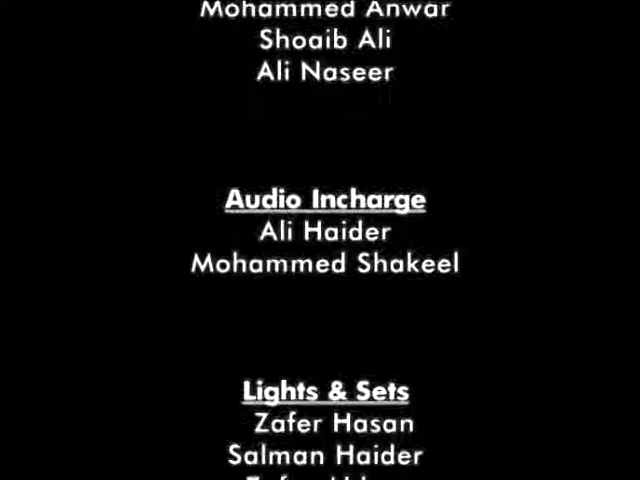 Mohammed Anwar
Shoaib Ali
Ali Naseer
Audio Incharge
Ali Haider
Mohammed Shakeel
Lights & Sets
Zafer Hasan
Salman Haider